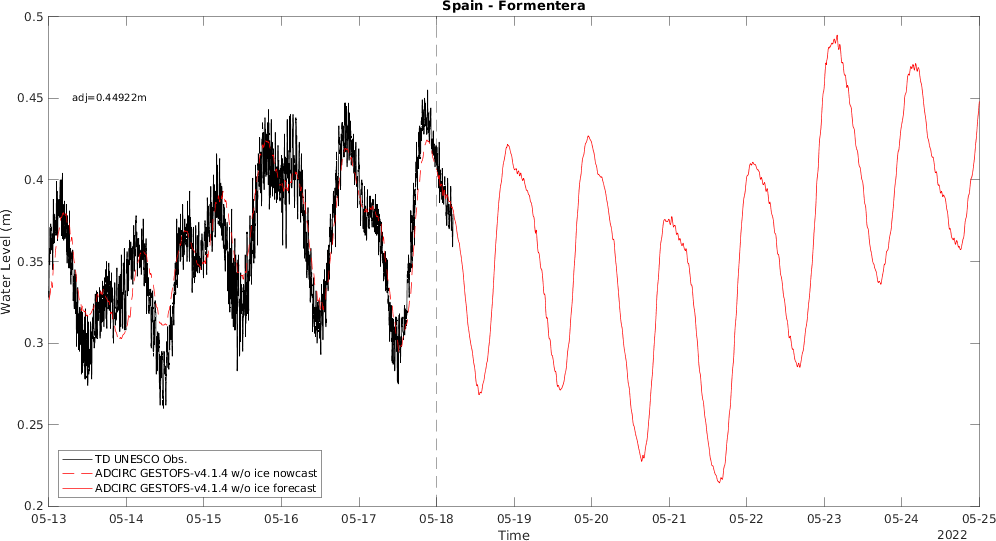 Spain - Formentera
0.5
0.45
0.4
0.35
0.3
0.25
0.2
Water Level (m)
adj=0.44922m
TD UNESCO Obs.
ADCIRC GESTOFS-v4.1.4 w/o ice nowcast
ADCIRC GESTOFS-v4.1.4 w/o ice forecast
05-13 05-14 05-15 05-16 05-17 05-18 05-19 05-20 05-21 05-22 05-23 05-24 05-25
Time
2022